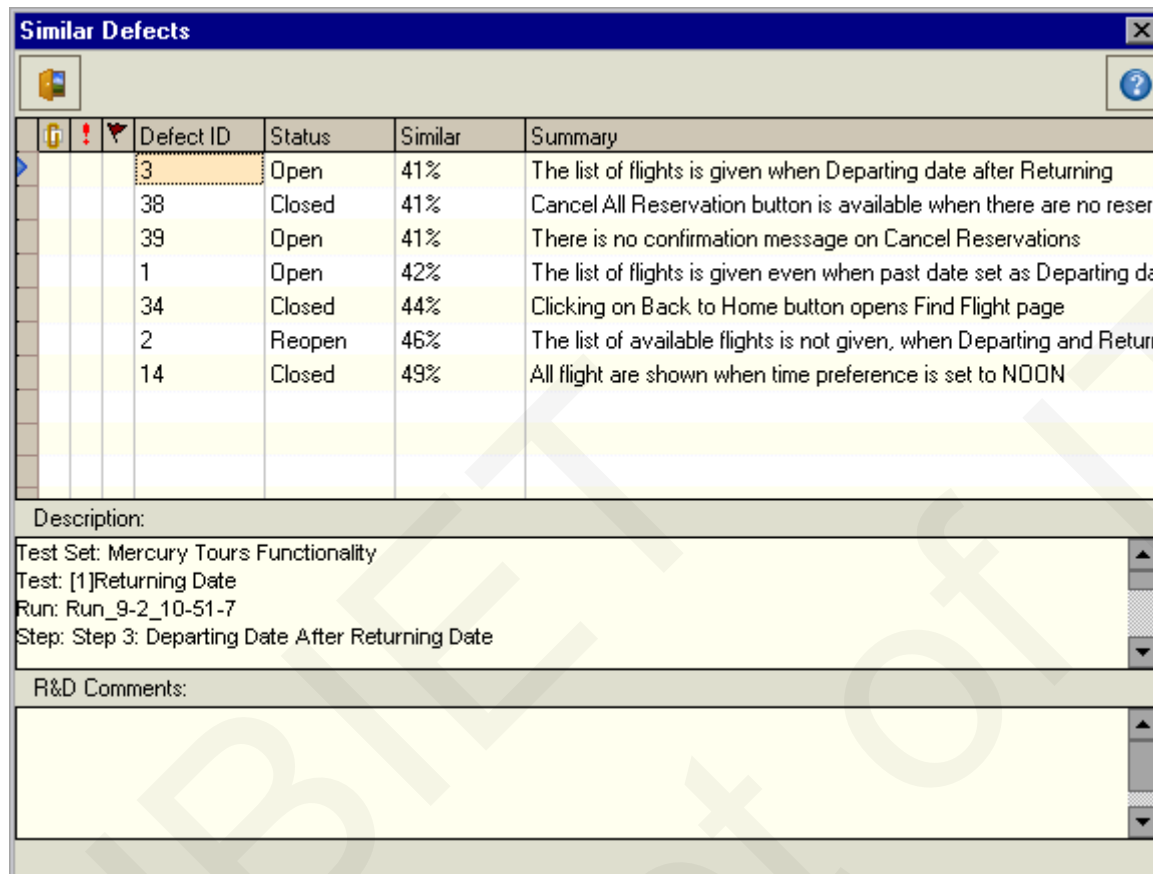 Similar Defects
Defect ID Status Similar Summary
3 Open 41% The list of flights is given when Departing date after Returning
38 Closed 41% Cancel All Reservation button is available when there are no reser
39 Open 41% There is no confirmation message on Cancel Reservations
1 Open 42% The list of flights is given even when past date set as Departing da
34 Closed 44% Clicking on Back to Home button opens Find Flight page
2 Reopen 46% The list of available flights is not given, when Departing and Return
14 Closed 49% All flight are shown when time preference is set to NOON
Description:
Test Set: Mercury Tours Functionality
Test: [1]Returning Date
Run: Run_9-2_10-51-7
Step: Step 3: Departing Date After Returning Date
R&D Comments:
BIET
of